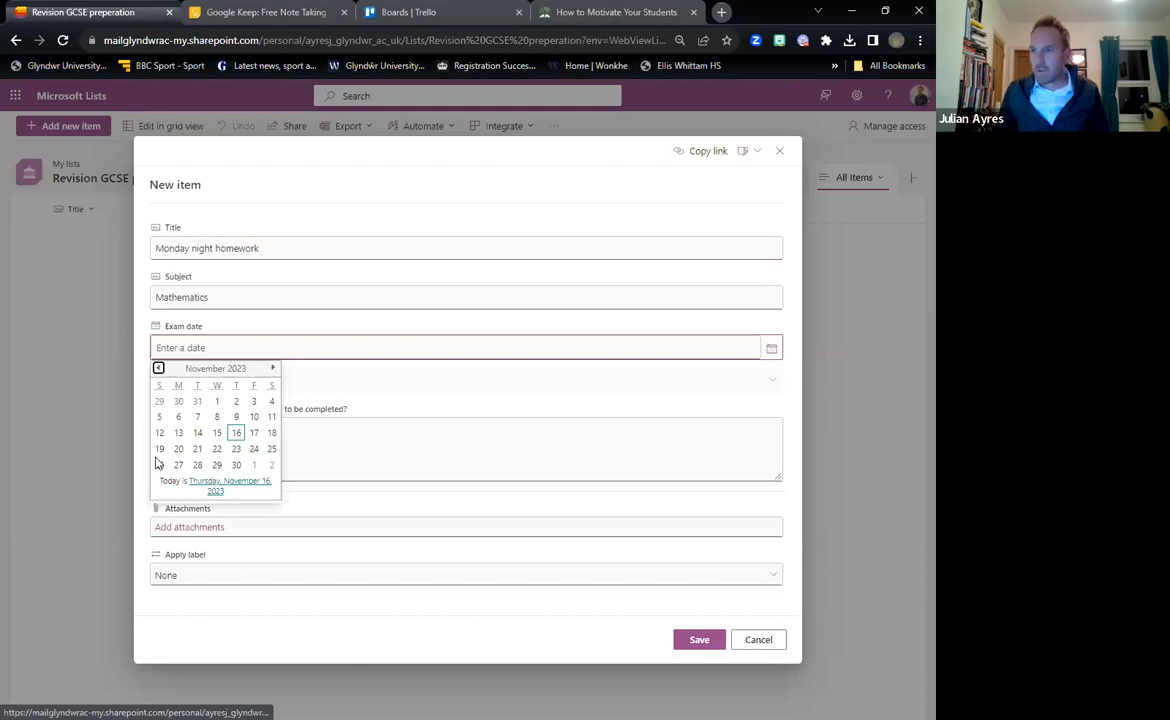 Revision GCSE preperation
Google Keep: Free Note Taking
Boards | Trello
How to Motivate Your Students
mailglyndwrac-my.sharepoint.com/personal/ayresj_glyndwr_ac_uk/Lists/Revision%20GCSE%20preperation?env=WebViewLi...
Glyndwr University...
BBC Sport - Sport
Latest news, sport a...
Glyndŵr University...
Registration Succes...
Home | Wonkhe
Ellis Whittam HS
»
All Bookmarks
Microsoft Lists
Search
Julian Ayres
+ Add new item
Edit in grid view
Undo
Share
Export
Automate
Integrate
...
Manage access
My lists
Revision GCSE p
All Items
Title
Copy link
New item
Title
Monday night homework
Subject
Mathematics
Exam date
Enter a date
November 2023
S M T W T F S
29 30 31 1 2 3 4
5 6 7 8 9 10 11
12 13 14 15 16 17 18
19 20 21 22 23 24 25
27 28 29 30 1 2
Today is Thursday, November 16,
2023
to be completed?
Attachments
Add attachments
Apply label
None
Save
Cancel
https://mailglyndwrac-my.sharepoint.com/personal/ayresj_glyndwr...